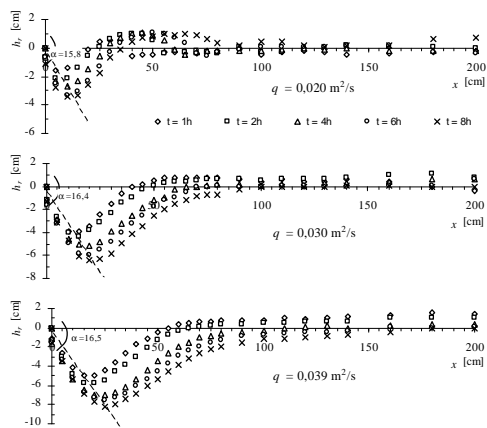 h_r [cm]
2
0
-2
-4
-6
α=15,8
50
100
150
200
x [cm]
q = 0,020 m²/s
t = 1h
t = 2h
t = 4h
t = 6h
t = 8h
h_r [cm]
2
0
-2
-4
-6
-8
α=16,4
50
100
150
200
x [cm]
q = 0,030 m²/s
h_r [cm]
2
0
-2
-4
-6
-8
-10
α=16,5
50
100
150
200
x [cm]
q = 0,039 m²/s